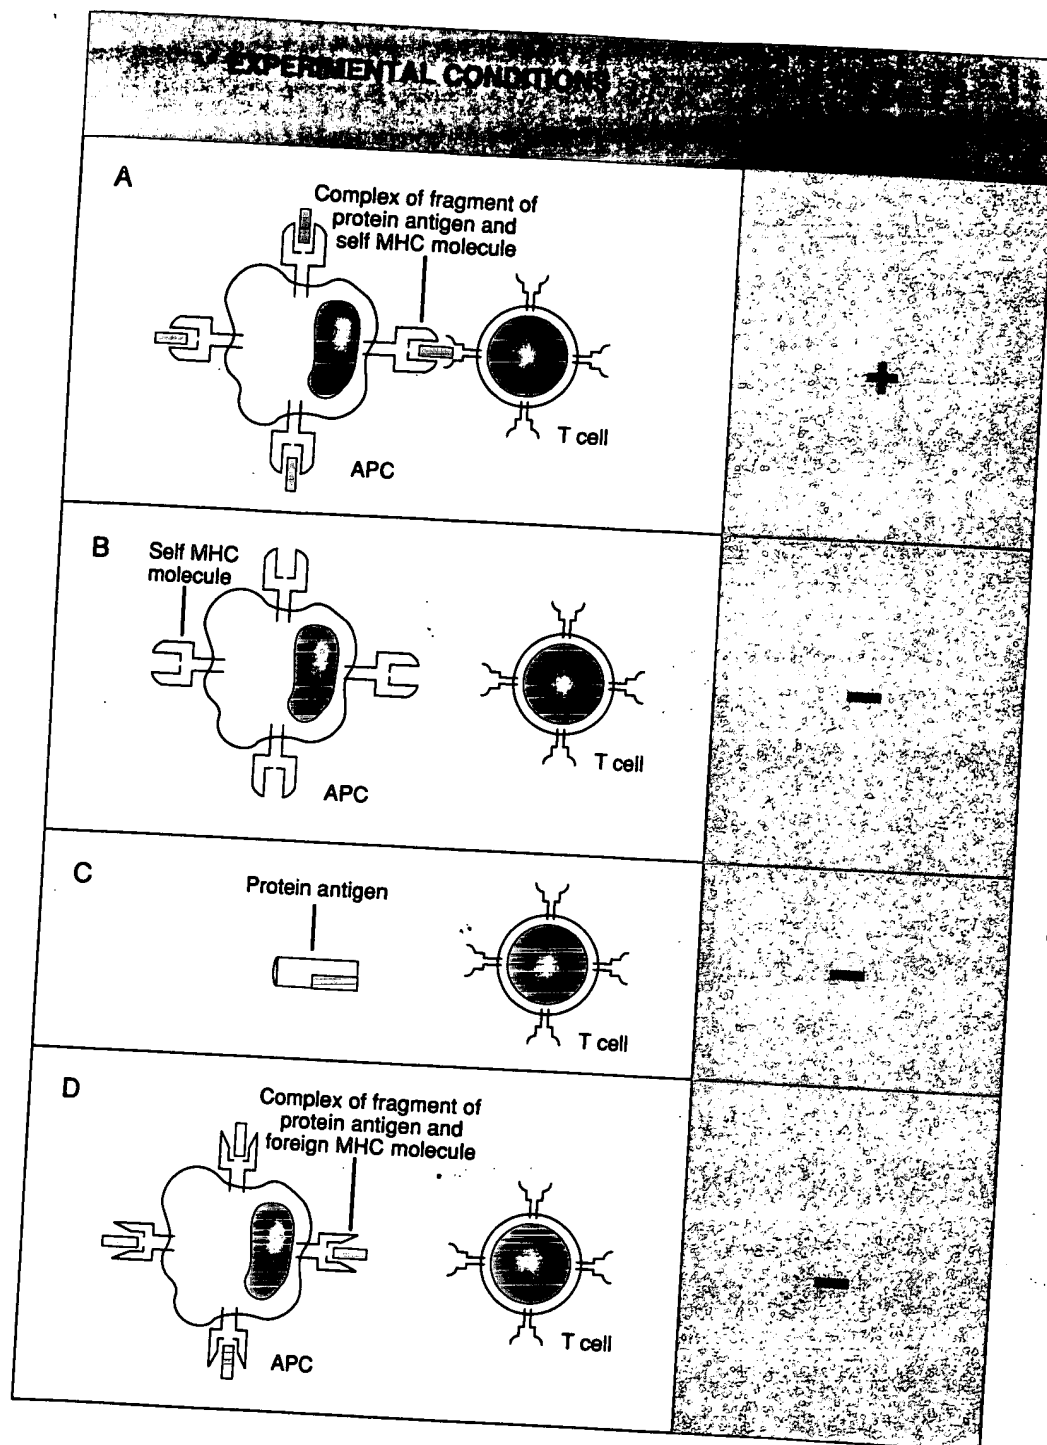 EXPERIMENTAL CONDITIONS
A
Complex of fragment of
protein antigen and
self MHC molecule
T cell
APC
+
B
Self MHC
molecule
T cell
APC
-
C
Protein antigen
T cell
-
D
Complex of fragment of
protein antigen and
foreign MHC molecule
T cell
APC
-